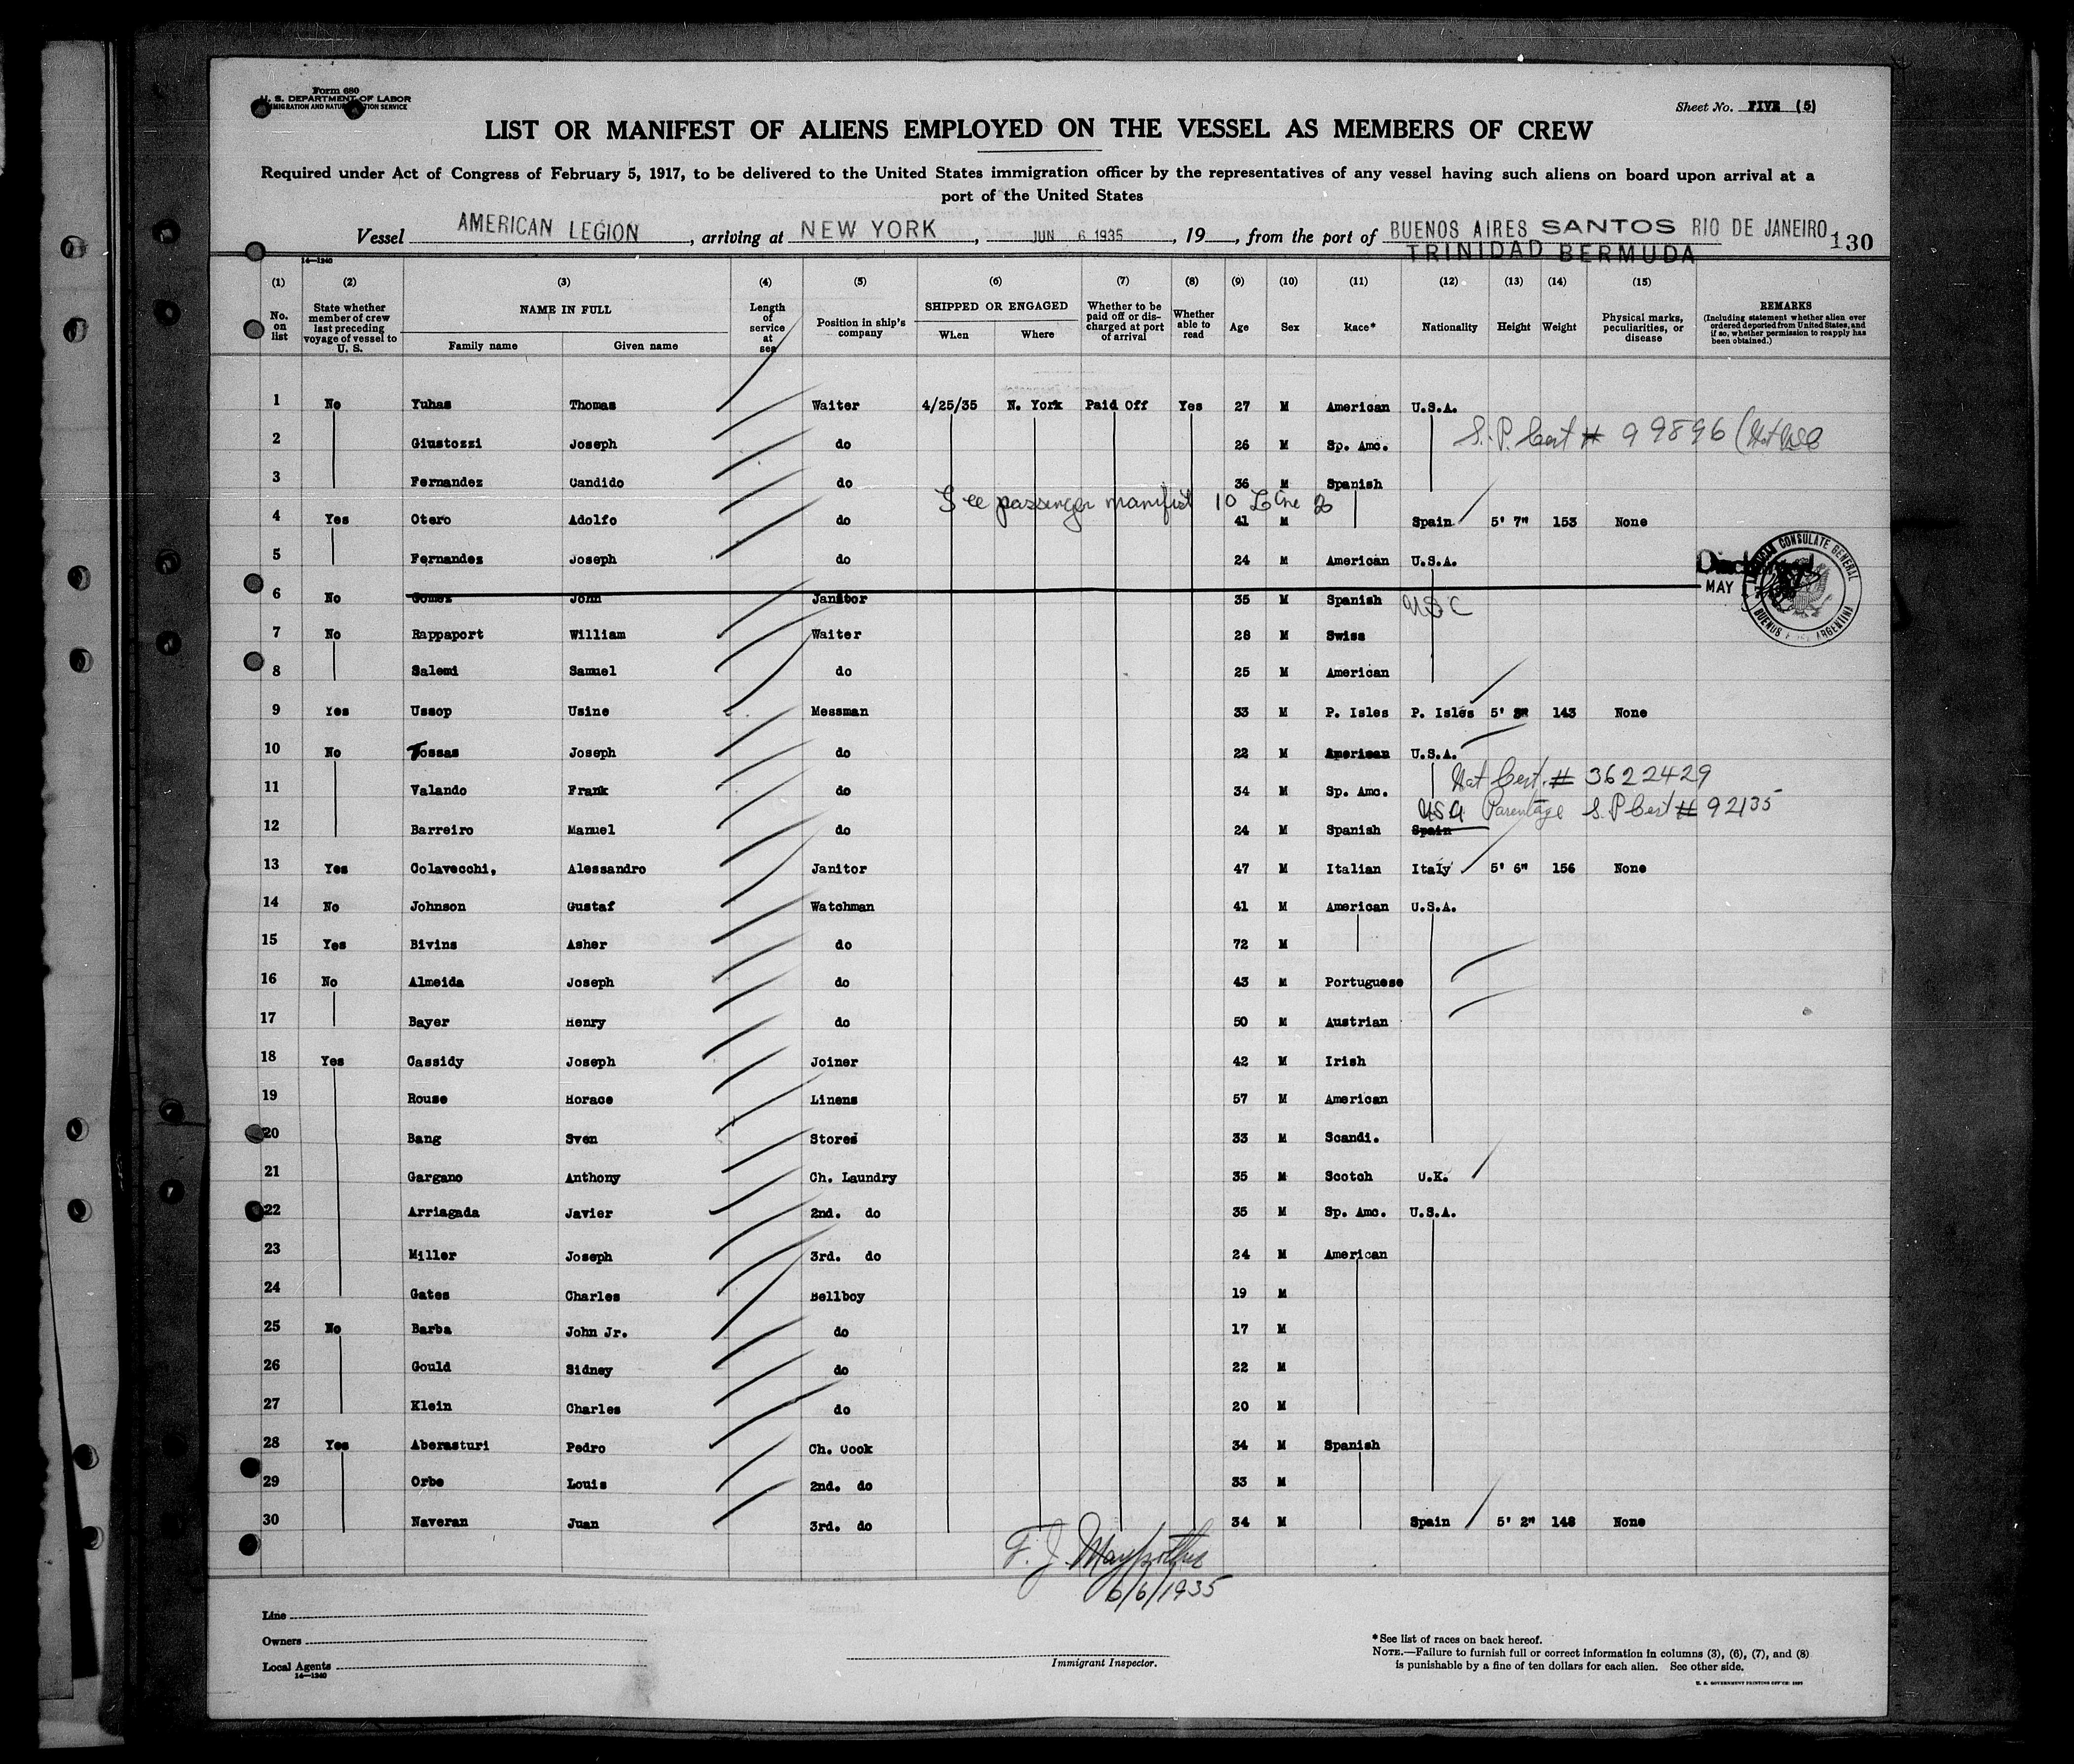 Form 680
U. S. DEPARTMENT OF LABOR
IMMIGRATION AND NATURALIZATION SERVICE
Sheet No. FIVE (5)
LIST OR MANIFEST OF ALIENS EMPLOYED ON THE VESSEL AS MEMBERS OF CREW
Required under Act of Congress of February 5, 1917, to be delivered to the United States immigration officer by the representatives of any vessel having such aliens on board upon arrival at a
port of the United States
Vessel AMERICAN LEGION, arriving at NEW YORK, JUN 6 1935, 19__, from the port of BUENOS AIRES SANTOS RIO DE JANEIRO
TRINIDAD BERMUDA
130
14—1240
(1) (2) (3) (4) (5) (6) (7) (8) (9) (10) (11) (12) (13) (14) (15)
No. on list
State whether member of crew last preceding voyage of vessel to U. S.
NAME IN FULL
Family name
Given name
Length of service at sea
Position in ship's company
SHIPPED OR ENGAGED
When
Where
Whether to be paid off or discharged at port of arrival
Whether able to read
Age
Sex
Race*
Nationality
Height
Weight
Physical marks, peculiarities, or disease
REMARKS
(Including statement whether alien ever ordered deported from United States, and if so, whether permission to reapply has been obtained.)
1 No Yuhas Thomas Waiter 4/25/35 N. York Paid Off Yes 27 M American U.S.A.
2 Giustozzi Joseph do 26 M Sp. Amc. S.P. Cert # 99896
3 Fernandez Candido do 36 M Spanish
See passenger manifest 10 Line 2
4 Yes Otero Adolfo do 41 M Spain 5' 7" 153 None
5 Fernandez Joseph do 24 M American U.S.A.
6 No Gomez John Janitor 35 M Spanish USC
MAY
AMERICAN CONSULATE GENERAL
BUENOS AIRES ARGENTINA
7 No Rappaport William Waiter 28 M Swiss
8 Salemi Samuel do 25 M American
9 Yes Ussop Usine Messman 33 M P. Isles P. Isles 5' 143 None
10 No Tossas Joseph do 22 M American U.S.A.
11 Valando Frank do 34 M Sp. Amc. Nat Cert. # 3622429
USA Parentage S.P Cert # 92135
12 Barreiro Manuel do 24 M Spanish Spain
13 Yes Colavecchi, Alessandro Janitor 47 M Italian Italy 5' 6" 156 None
14 No Johnson Gustaf Watchman 41 M American U.S.A.
15 Yes Bivins Asher do 72 M
16 No Almeida Joseph do 43 M Portuguese
17 Bayer Henry do 50 M Austrian
18 Yes Cassidy Joseph Joiner 42 M Irish
19 Rouse Horace Linens 57 M American
20 Bang Sven Stores 33 M Scandi.
21 Gargano Anthony Ch. Laundry 35 M Scotch U.K.
22 Arriagada Javier 2nd. do 35 M Sp. Amc. U.S.A.
23 Miller Joseph 3rd. do 24 M American
24 Gates Charles Bellboy 19 M
25 No Barba John Jr. do 17 M
26 Gould Sidney do 22 M
27 Klein Charles do 20 M
28 Yes Aberasturi Pedro Ch. Cook 34 M Spanish
29 Orbe Louis 2nd. do 33 M
30 Naveran Juan 3rd. do 34 M Spain 5' 2" 148 None
F. J.
6/6/1935
Line
Owners
Local Agents
14—1240
Immigrant Inspector.
*See list of races on back hereof.
NOTE.—Failure to furnish full or correct information in columns (3), (6), (7), and (8)
is punishable by a fine of ten dollars for each alien. See other side.
U. S. GOVERNMENT PRINTING OFFICE